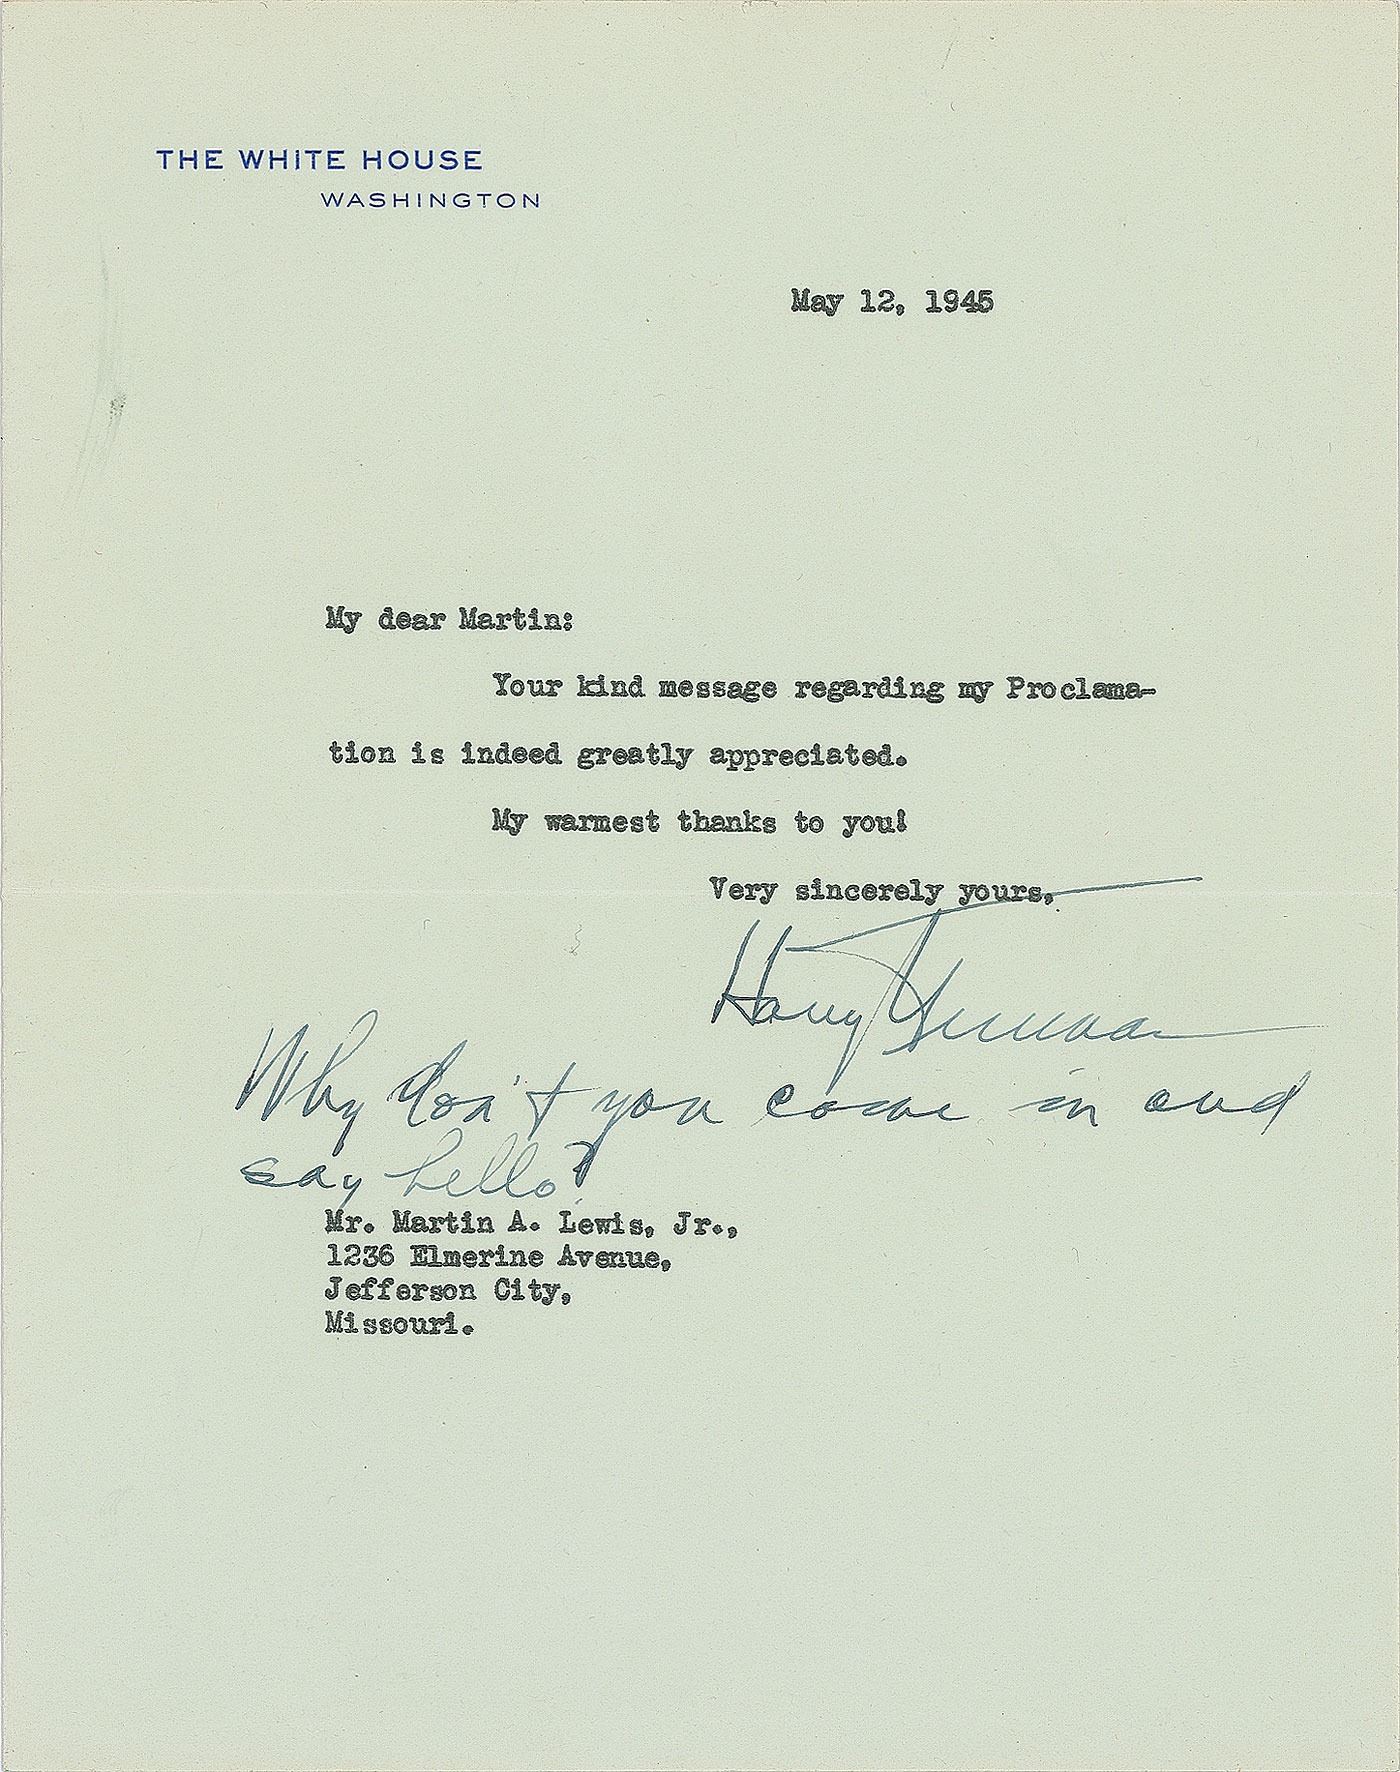 THE WHITE HOUSE
WASHINGTON
May 12, 1945
My dear Martin:
Your kind message regarding my Proclama-
tion is indeed greatly appreciated.
My warmest thanks to you!
Very sincerely yours,
Harry Truman
Why don't you come in and
say hello?
Mr. Martin A. Lewis, Jr.,
1236 Elmerine Avenue,
Jefferson City,
Missouri.